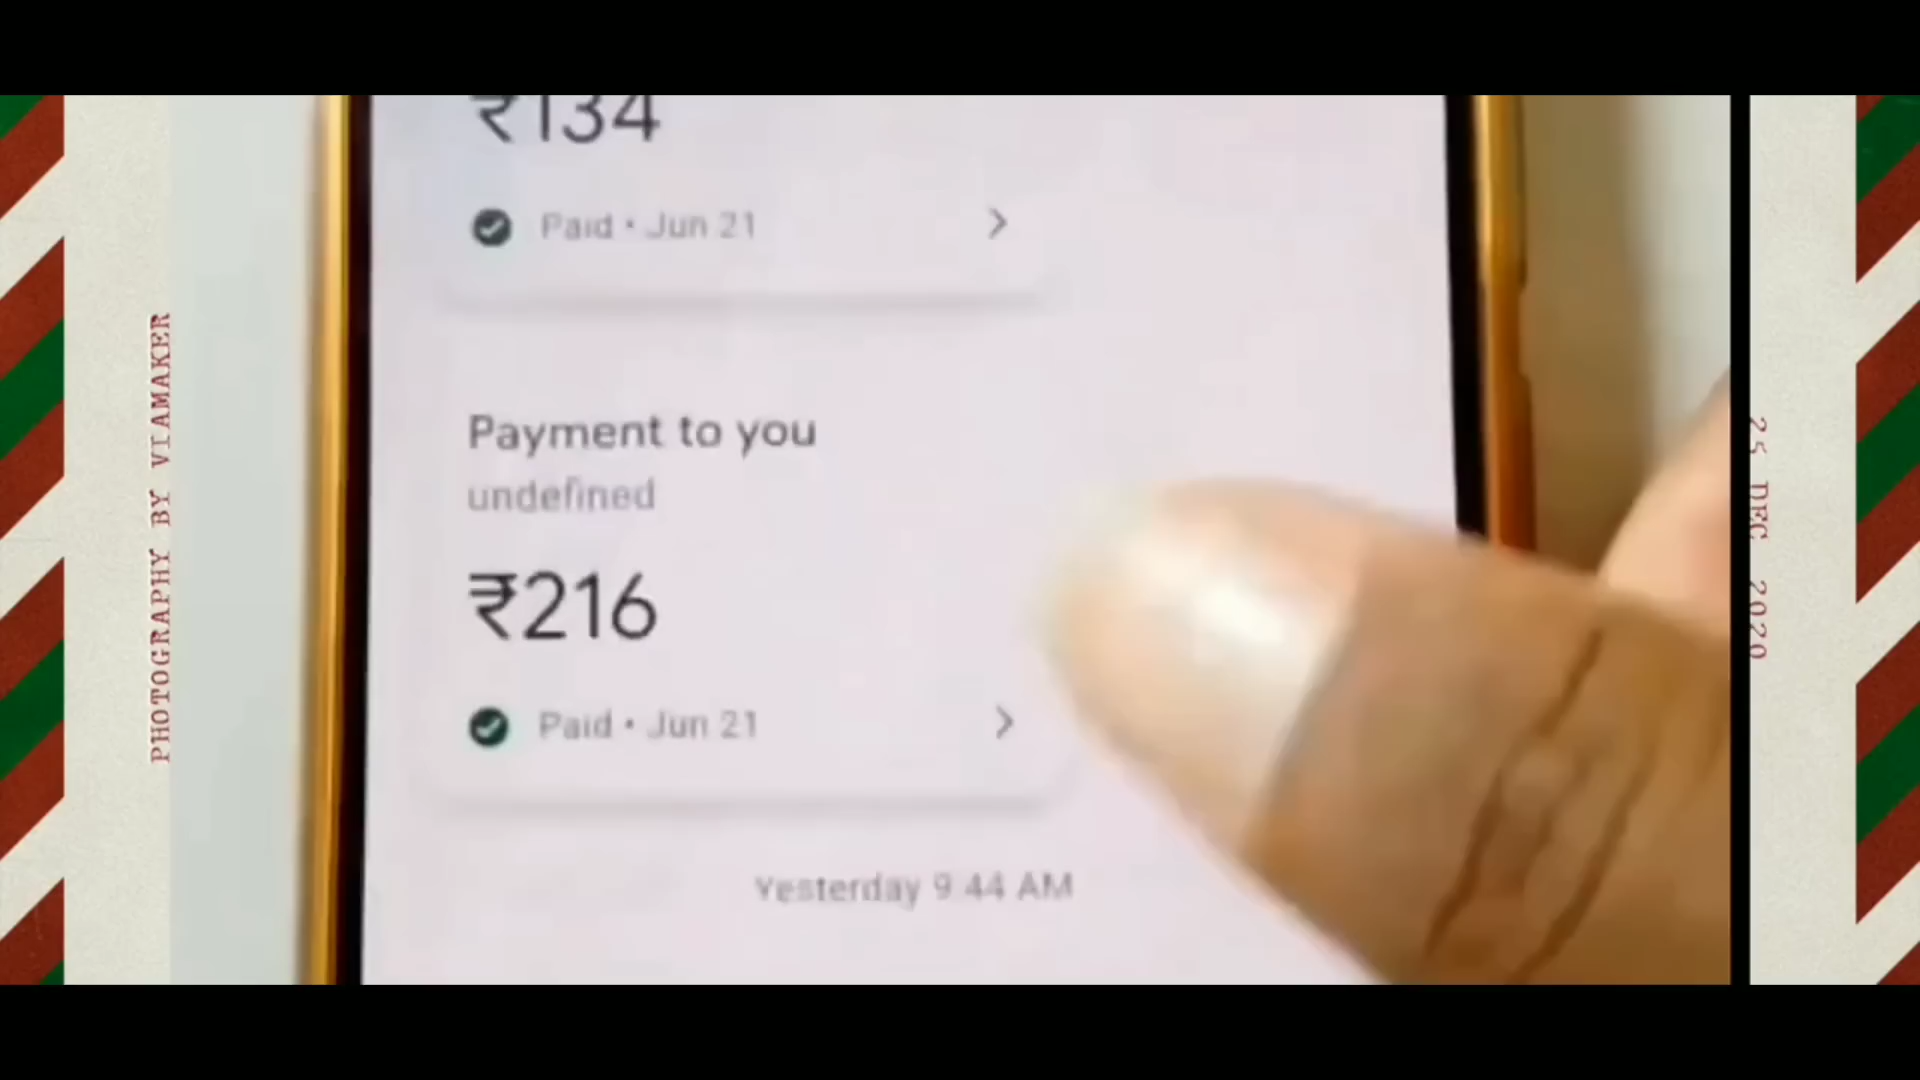 ₹134
Paid • Jun 21
Payment to you
undefined
₹216
Paid • Jun 21
Yesterday 9:44 AM
PHOTOGRAPHY BY VIAMAKER
25 DEC 2020